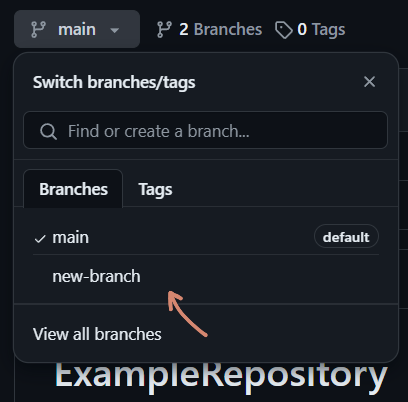 main
2 Branches
0 Tags
Switch branches/tags
Find or create a branch...
Branches
Tags
main
default
new-branch
View all branches
ExampleRepository